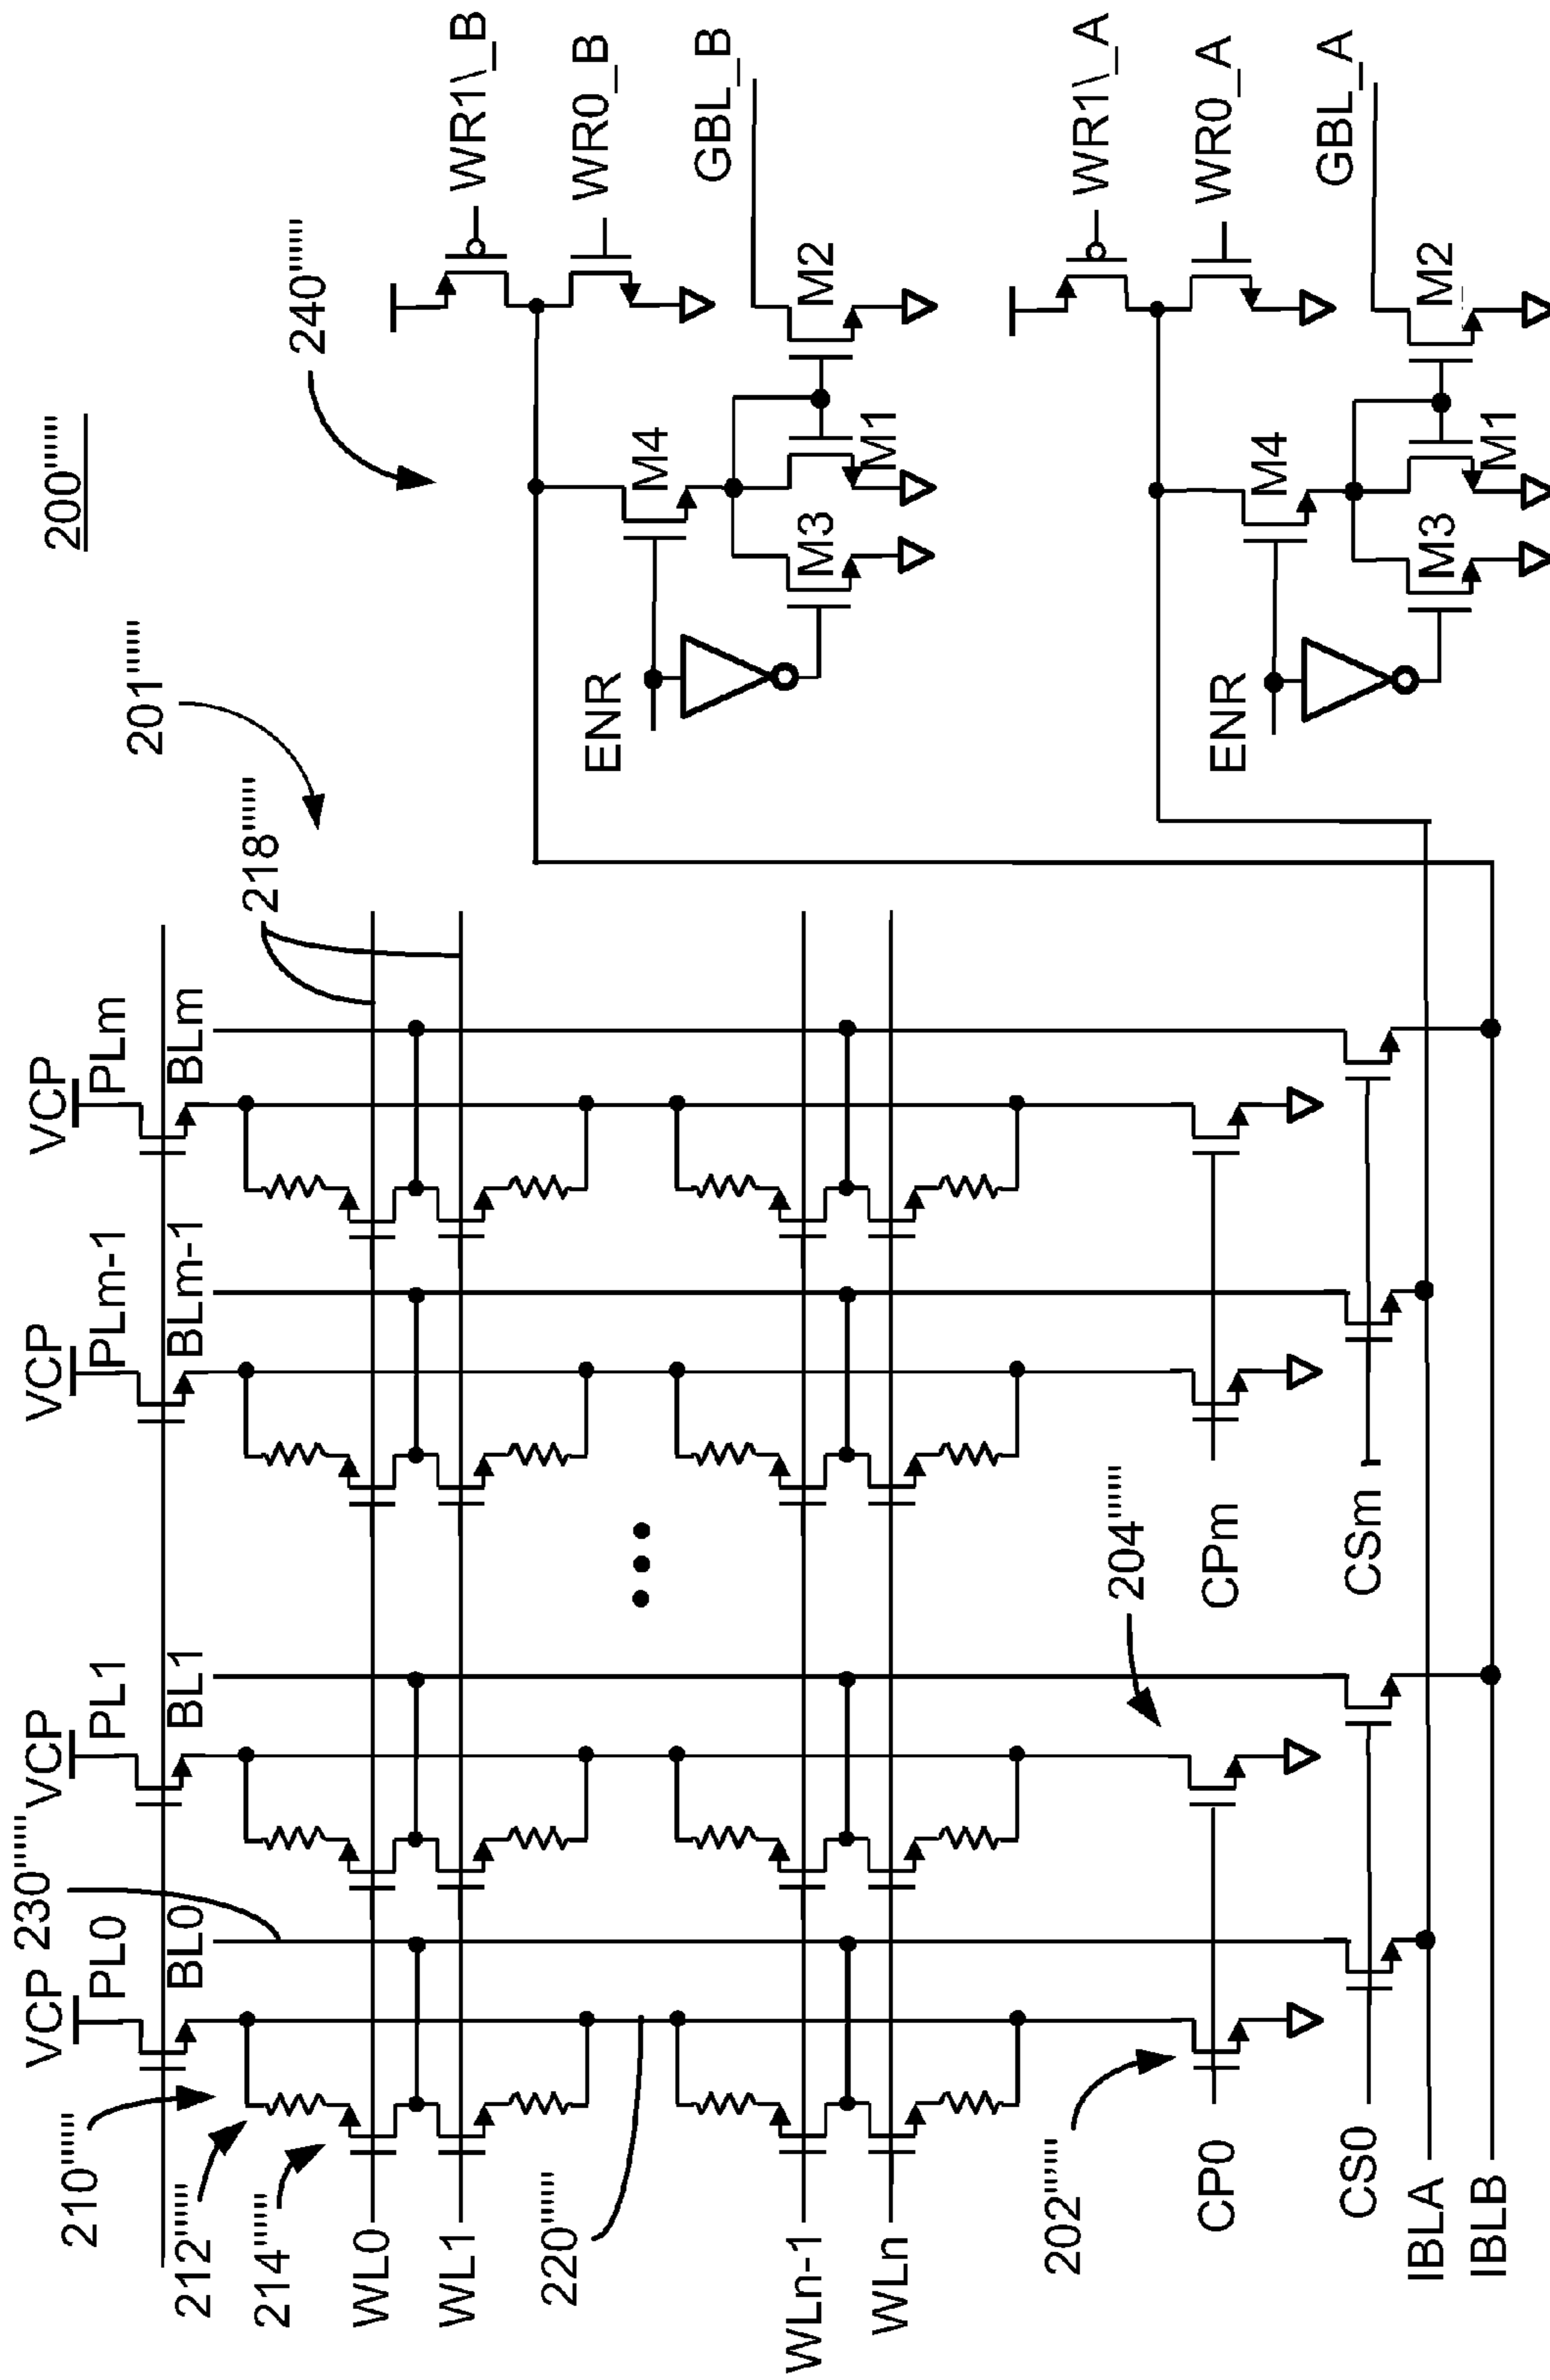 200''''''
VCP
230''''''
VCP
VCP
VCP
PL0
PL1
PLm-1
PLm
210''''''
BL0
BL1
BLm-1
BLm
201''''''
212''''''
214''''''
218''''''
240''''''
WL0
WL1
220''''''
WLn-1
WLn
WR1\_B
WR0_B
GBL_B
ENR
M4
M3
M1
M2
202''''''
204''''''
CP0
CPm
CS0
CSm
IBLA
IBLB
WR1\_A
WR0_A
GBL_A
ENR
M4
M3
M1
M2